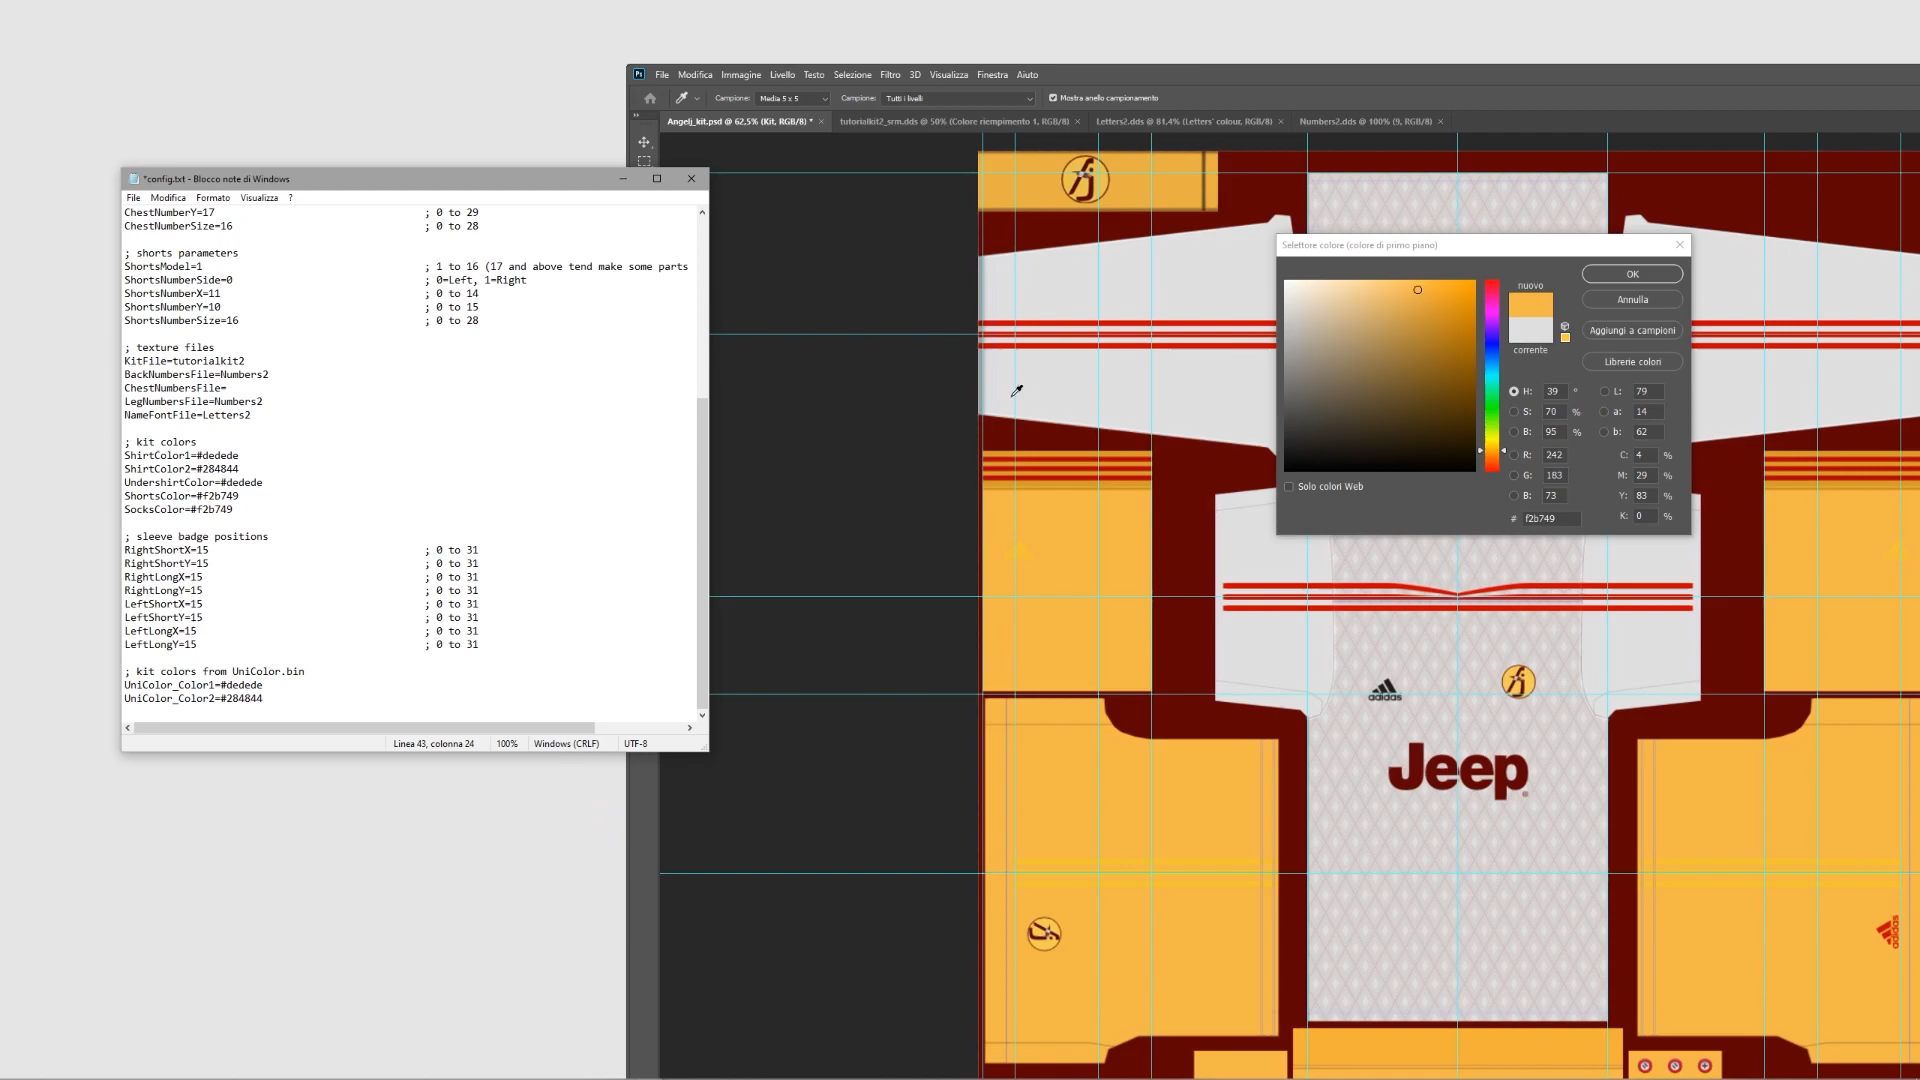 Ps File Modifica Immagine Livello Testo Selezione Filtro 3D Visualizza Finestra Aiuto
Campione: Media 5 x 5 Campione: Tutti i livelli Mostra anello campionamento
Angelj_kit.psd @ 62,5% (Kit, RGB/8) * × tutorialkit2_srm.dds @ 50% (Colore riempimento 1, RGB/8) × Letters2.dds @ 81,4% (Letters' colour, RGB/8) × Numbers2.dds @ 100% (9, RGB/8) ×
*config.txt - Blocco note di Windows
File Modifica Formato Visualizza ?
ChestNumberY=17 ; 0 to 29
ChestNumberSize=16 ; 0 to 28
; shorts parameters
ShortsModel=1 ; 1 to 16 (17 and above tend make some parts
ShortsNumberSide=0 ; 0=Left, 1=Right
ShortsNumberX=11 ; 0 to 14
ShortsNumberY=10 ; 0 to 15
ShortsNumberSize=16 ; 0 to 28
; texture files
KitFile=tutorialkit2
BackNumbersFile=Numbers2
ChestNumbersFile=
LegNumbersFile=Numbers2
NameFontFile=Letters2
; kit colors
ShirtColor1=#dedede
ShirtColor2=#284844
UndershirtColor=#dedede
ShortsColor=#f2b749
SocksColor=#f2b749
; sleeve badge positions
RightShortX=15 ; 0 to 31
RightShortY=15 ; 0 to 31
RightLongX=15 ; 0 to 31
RightLongY=15 ; 0 to 31
LeftShortX=15 ; 0 to 31
LeftShortY=15 ; 0 to 31
LeftLongX=15 ; 0 to 31
LeftLongY=15 ; 0 to 31
; kit colors from UniColor.bin
UniColor_Color1=#dedede
UniColor_Color2=#284844
Linea 43, colonna 24 100% Windows (CRLF) UTF-8
Selettore colore (colore di primo piano)
nuovo
corrente
OK
Annulla
Aggiungi a campioni
Librerie colori
H: 39 ° L: 79
S: 70 % a: 14
B: 95 % b: 62
R: 242 C: 4 %
G: 183 M: 29 %
B: 73 Y: 83 %
# f2b749 K: 0 %
Solo colori Web
adidas
Jeep
adidas